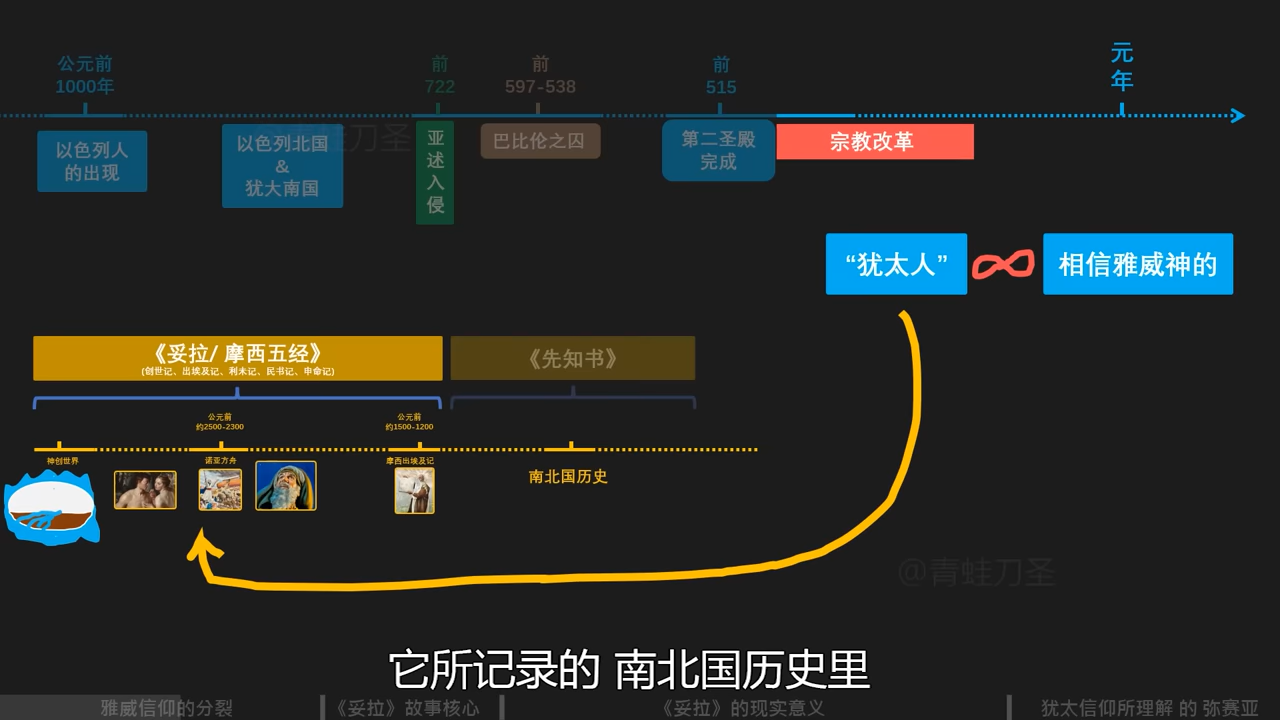 公元前
1000年
前
722
前
597-538
前
515
元
年
以色列人
的出现
以色列北国
&
犹大南国
亚
述
入
侵
巴比伦之囚
第二圣殿
完成
宗教改革
“犹太人”
相信雅威神的
《妥拉/ 摩西五经》
(创世记、出埃及记、利未记、民书记、申命记)
《先知书》
公元前
约2500-2300
公元前
约1500-1200
神创世界
诺亚方舟
摩西出埃及记
南北国历史
@青蛙刀圣
它所记录的 南北国历史里
雅威信仰的分裂
《妥拉》故事核心
《妥拉》的现实意义
犹太信仰所理解 的 弥赛亚